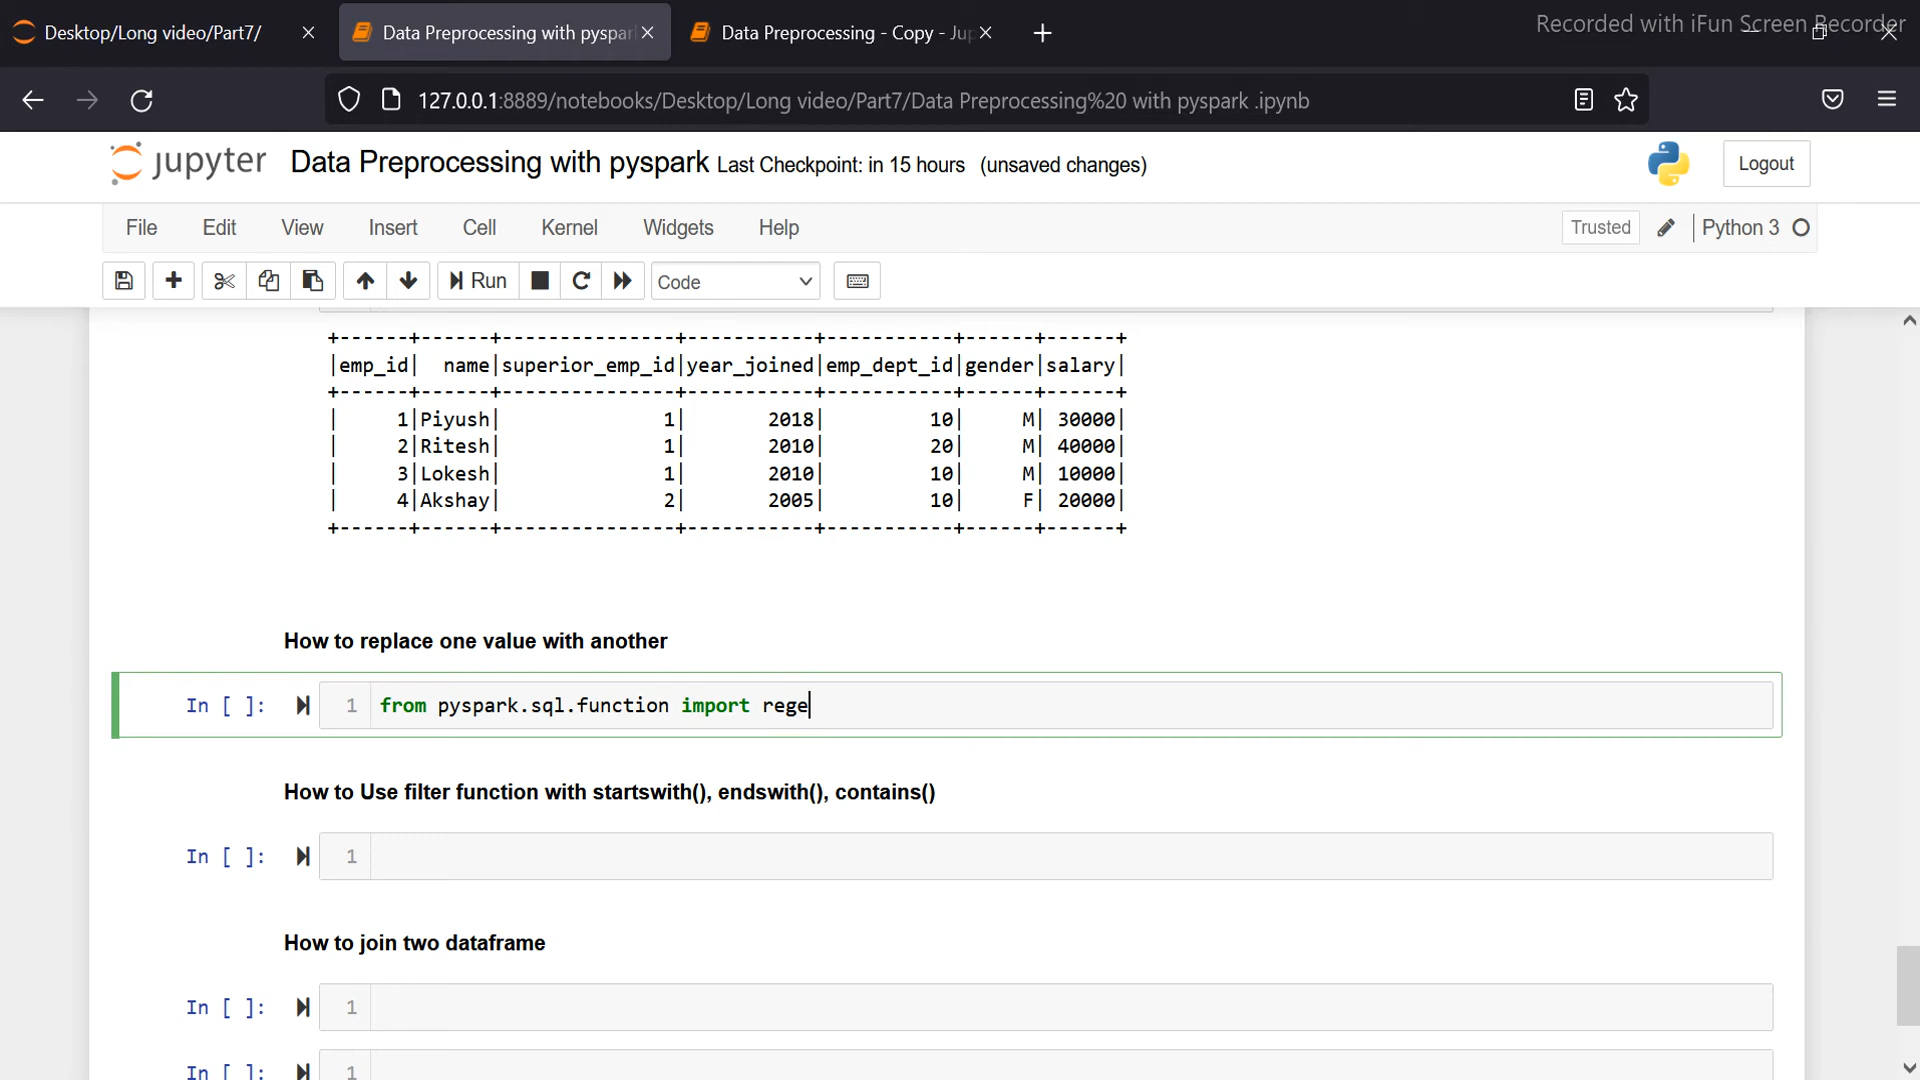 Desktop/Long video/Part7/
Data Preprocessing with pyspar
Data Preprocessing - Copy - Jup
Recorded with iFun Screen Recorder
127.0.0.1:8889/notebooks/Desktop/Long video/Part7/Data Preprocessing%20 with pyspark .ipynb
jupyter Data Preprocessing with pyspark Last Checkpoint: in 15 hours (unsaved changes)
Logout
File Edit View Insert Cell Kernel Widgets Help
Trusted Python 3
Run Code
+------+------+---------------+-----------+-----------+------+------+
|emp_id|  name|superior_emp_id|year_joined|emp_dept_id|gender|salary|
+------+------+---------------+-----------+-----------+------+------+
|     1|Piyush|              1|       2018|         10|     M| 30000|
|     2|Ritesh|              1|       2010|         20|     M| 40000|
|     3|Lokesh|              1|       2010|         10|     M| 10000|
|     4|Akshay|              2|       2005|         10|     F| 20000|
+------+------+---------------+-----------+-----------+------+------+
How to replace one value with another
In [ ]: 1 from pyspark.sql.function import rege
How to Use filter function with startswith(), endswith(), contains()
In [ ]: 1
How to join two dataframe
In [ ]: 1
In [ ]: 1